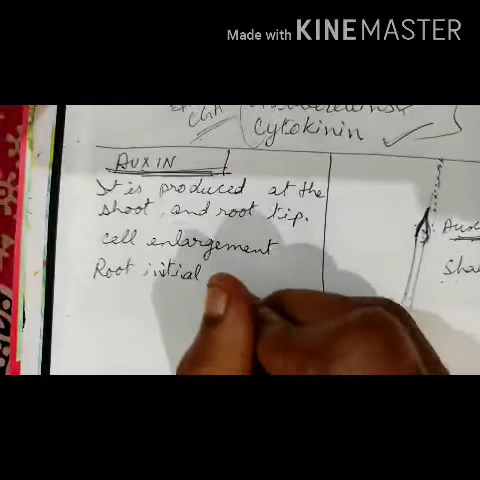 Made with KINEMASTER
Cytokinin
AUXIN
It is produced at the
shoot, and root tip.
cell enlargement
Root initial